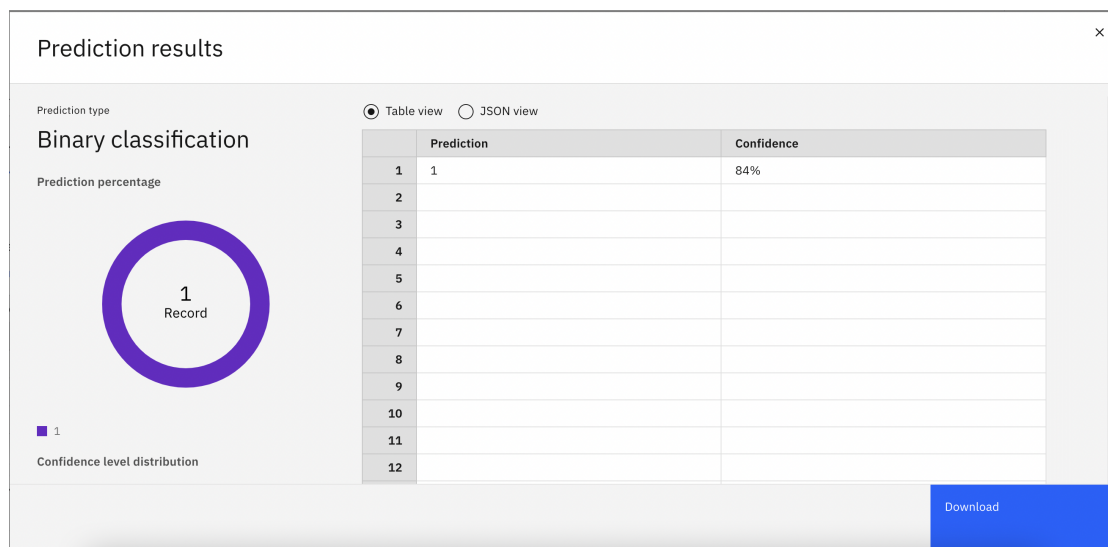 Prediction results
×
Prediction type
Binary classification
Prediction percentage
1
Record
1
Confidence level distribution
Table view JSON view
Prediction Confidence
1 1 84%
2
3
4
5
6
7
8
9
10
11
12
Download